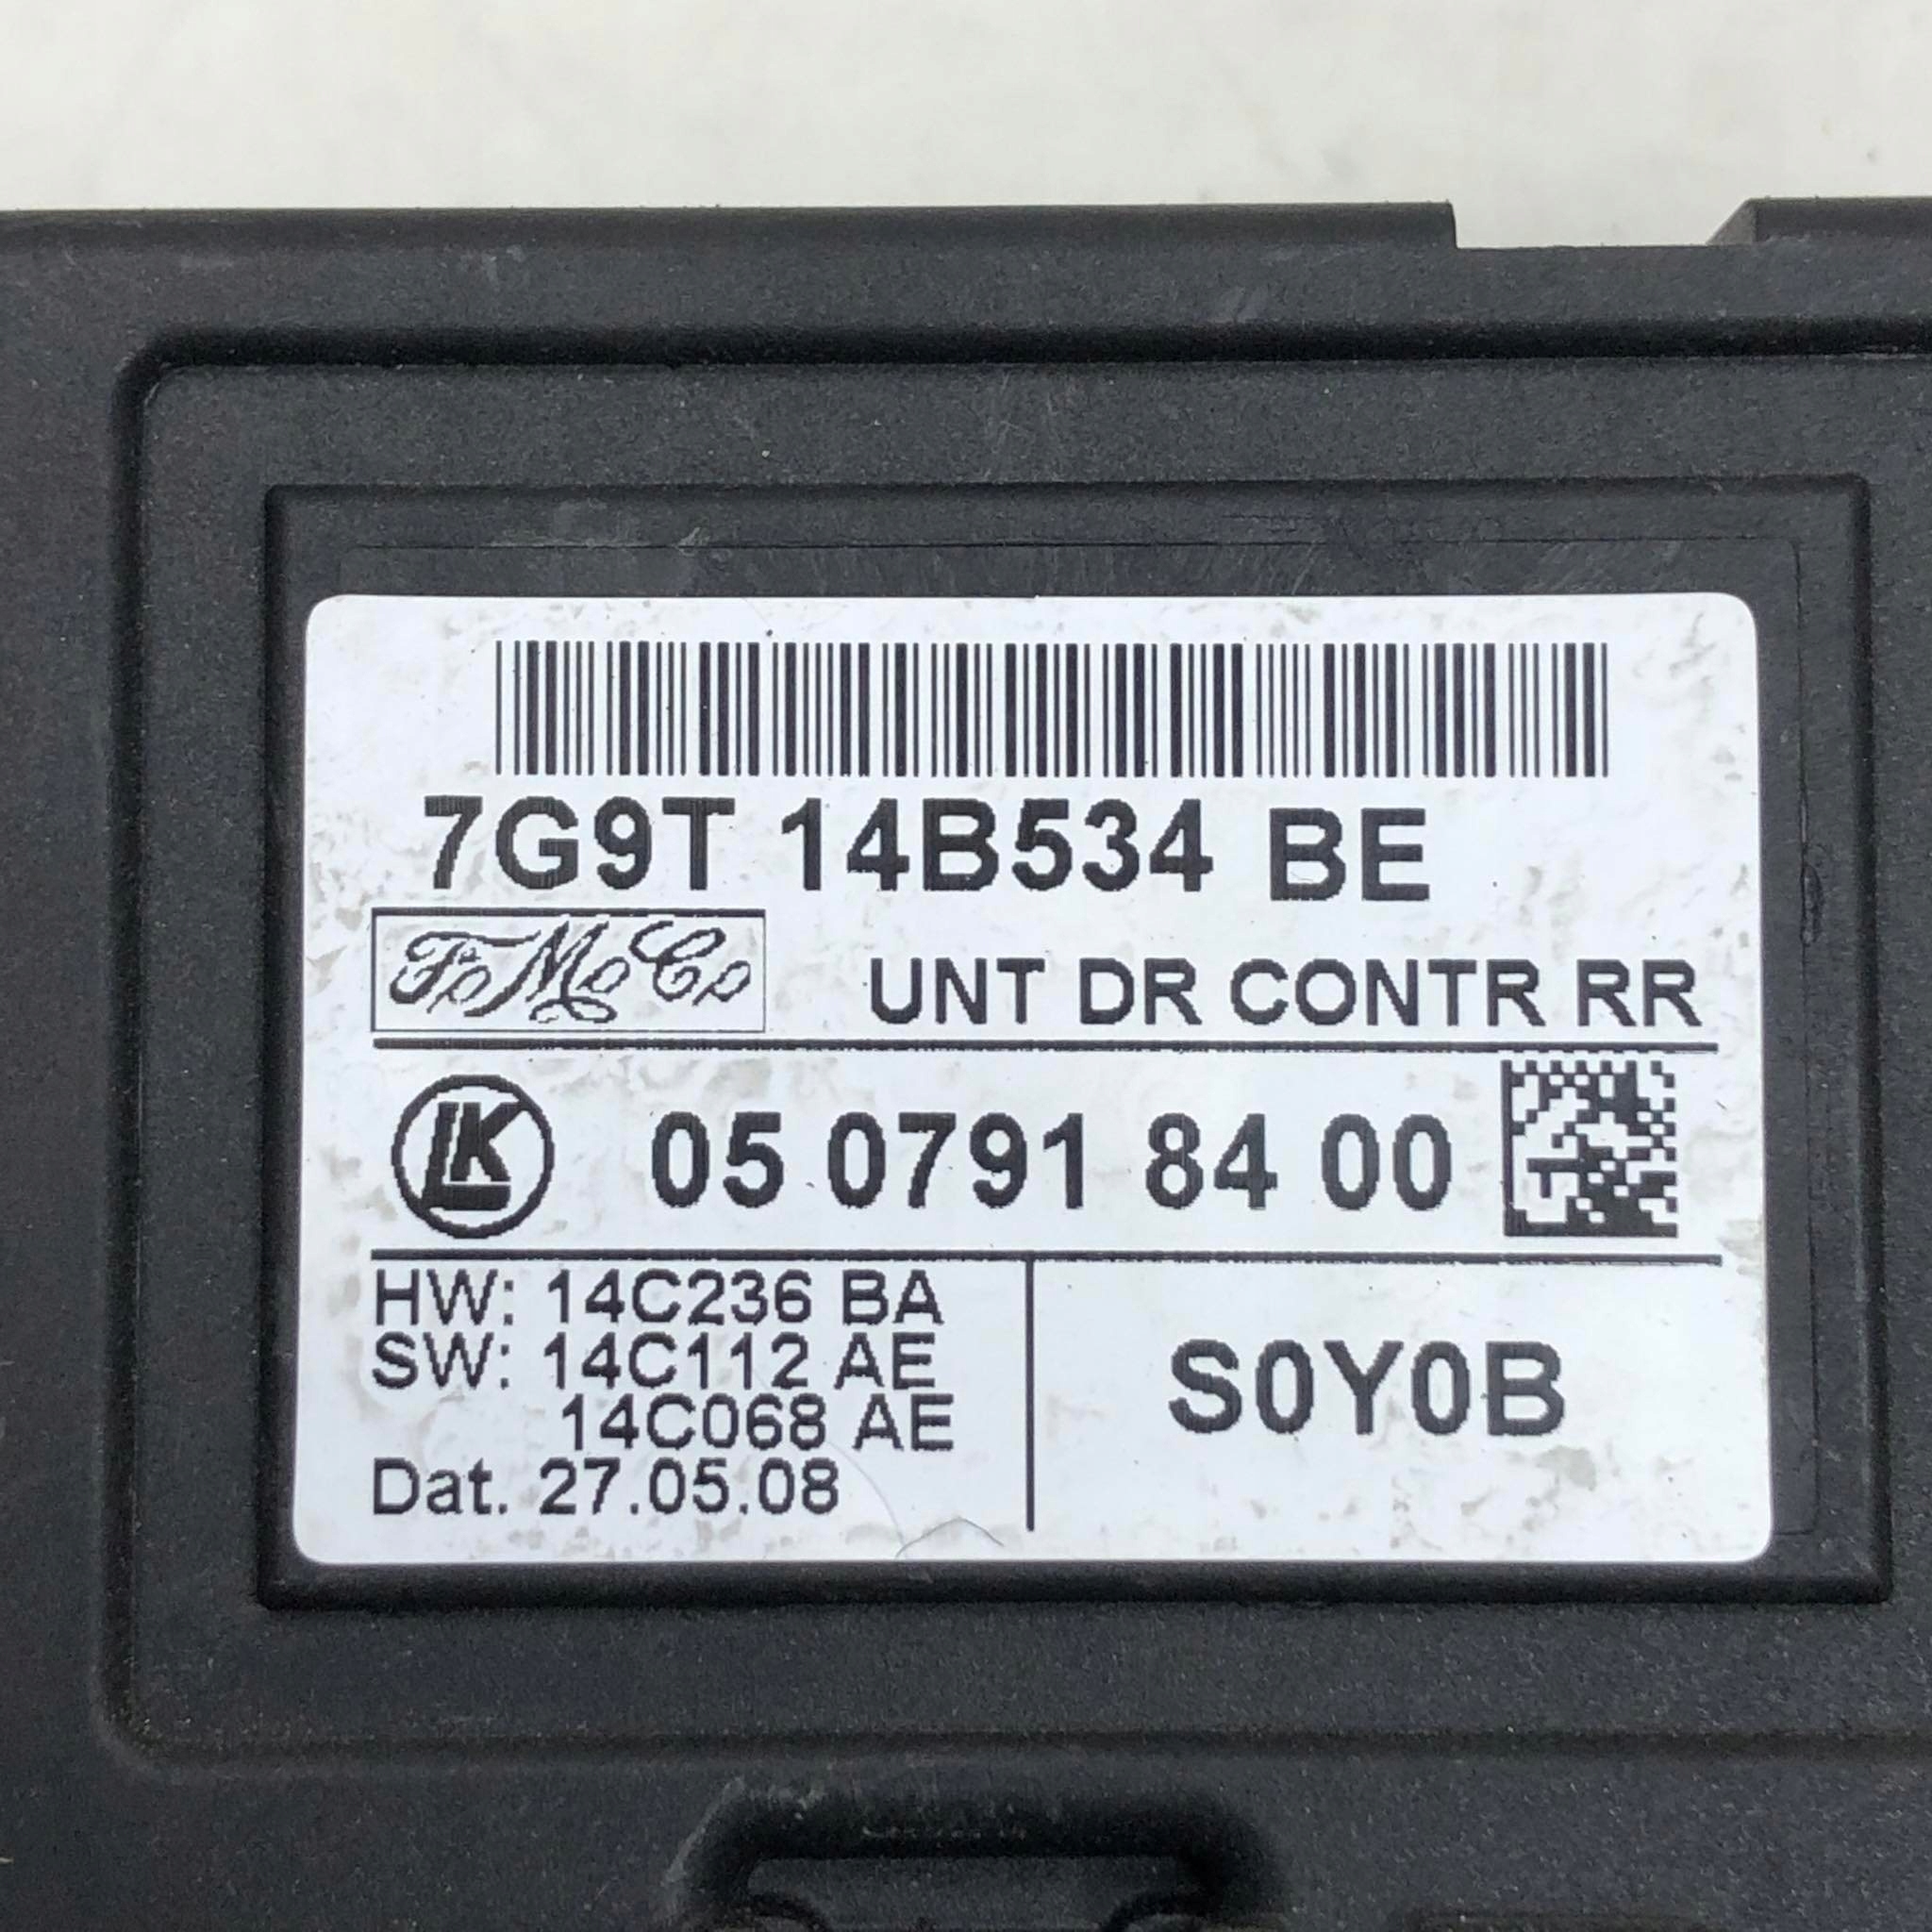 7G9T 14B534 BE
FoMoCo
UNT DR CONTR RR
LK
05 0791 84 00
HW: 14C236 BA
SW: 14C112 AE
14C068 AE
Dat. 27.05.08
S0Y0B